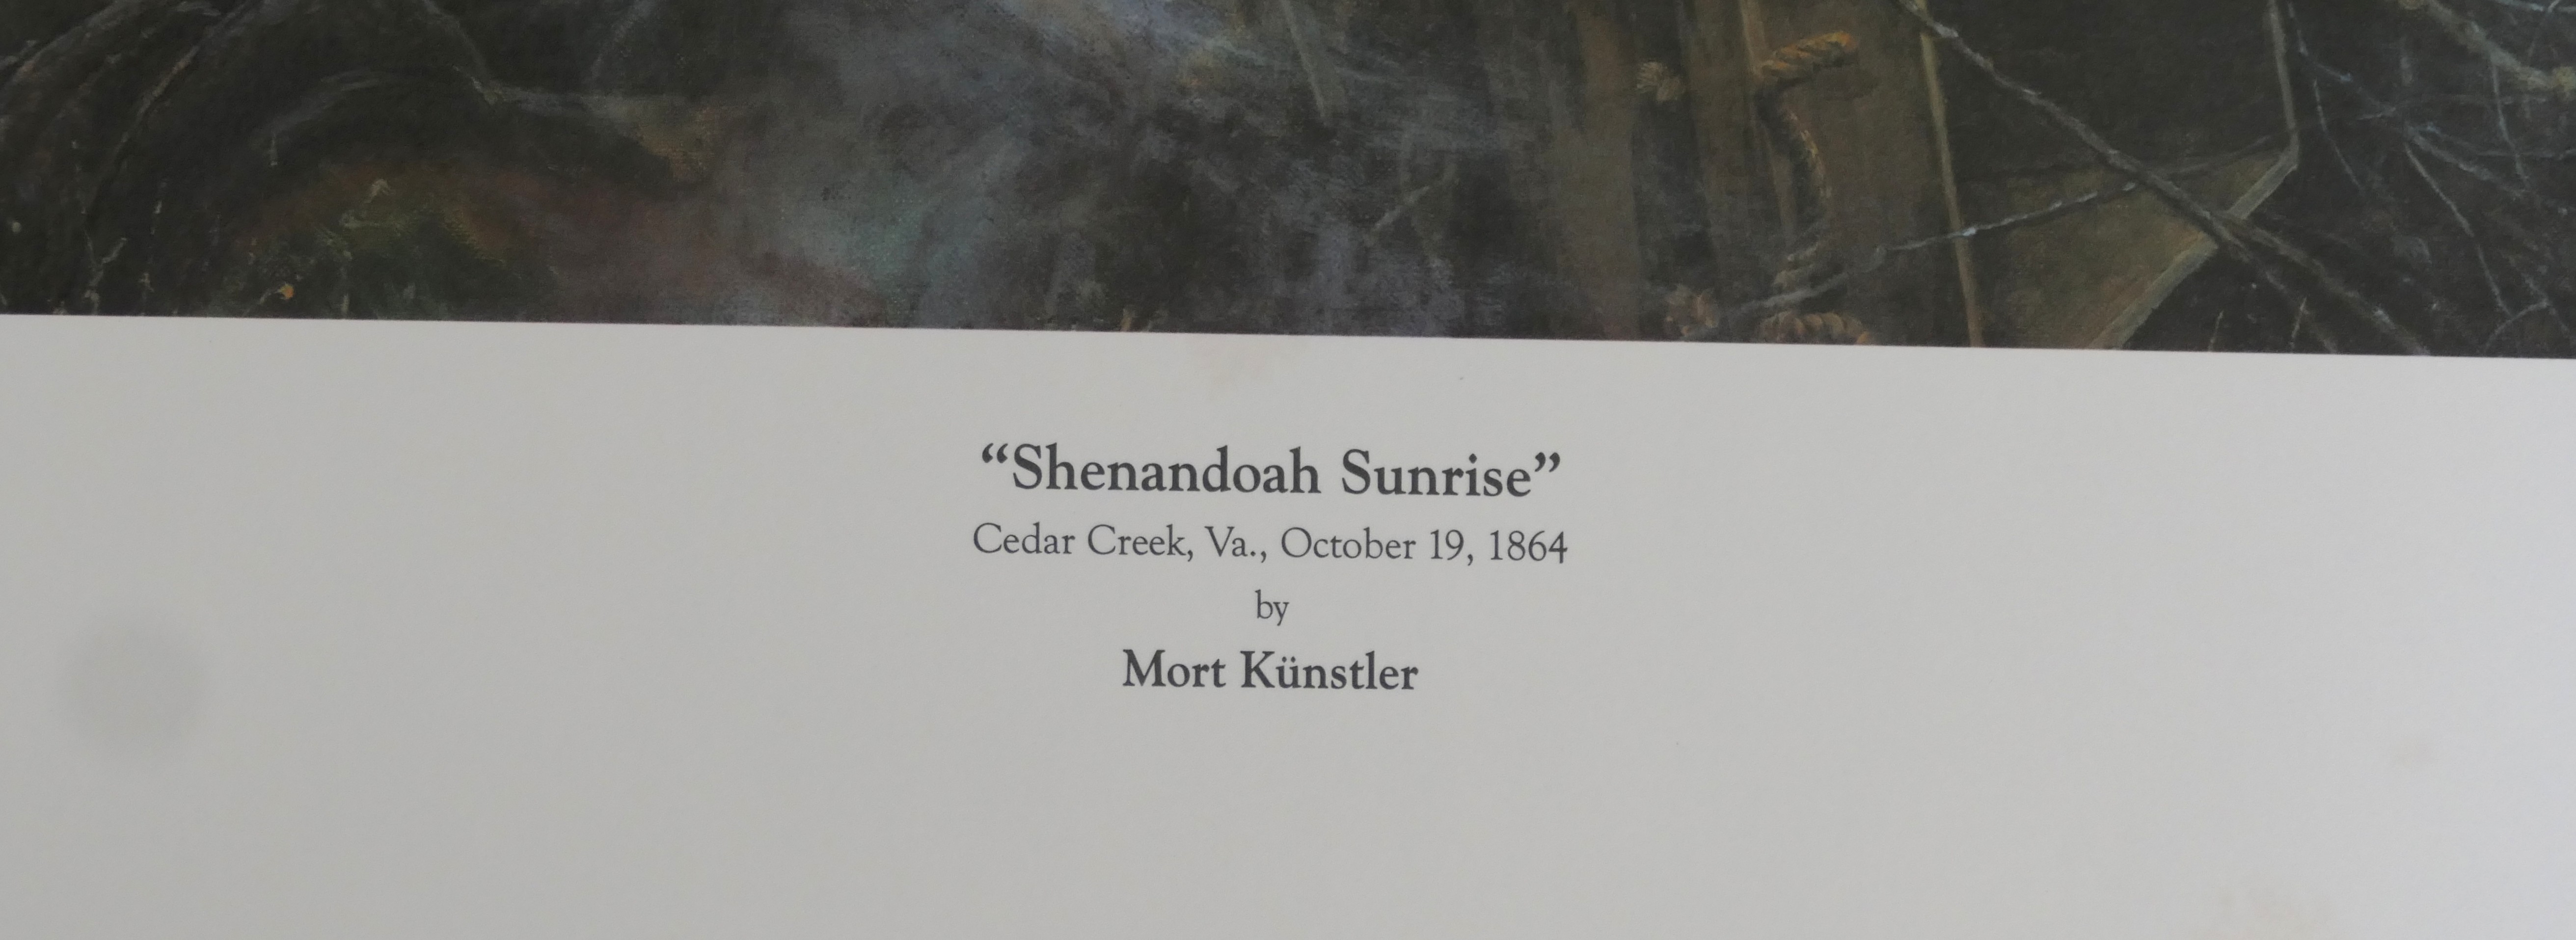 “Shenandoah Sunrise”
Cedar Creek, Va., October 19, 1864
by
Mort Künstler